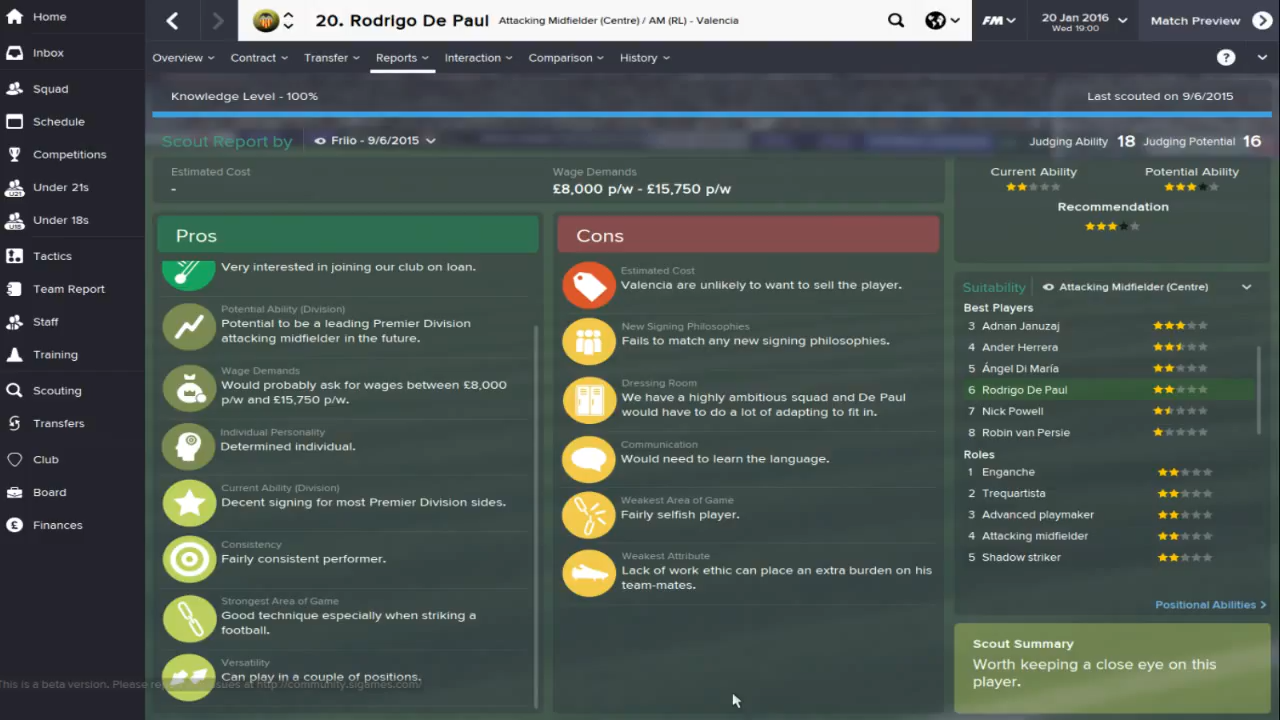 Home
Inbox
Squad
Schedule
Competitions
Under 21s
Under 18s
Tactics
Team Report
Staff
Training
Scouting
Transfers
Club
Board
Finances
20. Rodrigo De Paul
Attacking Midfielder (Centre) / AM (RL) - Valencia
FM
20 Jan 2016
Wed 19:00
Match Preview
Overview
Contract
Transfer
Reports
Interaction
Comparison
History
Knowledge Level - 100%
Last scouted on 9/6/2015
Scout Report by
Friio - 9/6/2015
Judging Ability 18 Judging Potential 16
Estimated Cost
-
Wage Demands
£8,000 p/w - £15,750 p/w
Pros
Very interested in joining our club on loan.
Potential Ability (Division)
Potential to be a leading Premier Division
attacking midfielder in the future.
Wage Demands
Would probably ask for wages between £8,000
p/w and £15,750 p/w.
Individual Personality
Determined individual.
Current Ability (Division)
Decent signing for most Premier Division sides.
Consistency
Fairly consistent performer.
Strongest Area of Game
Good technique especially when striking a
football.
Versatility
Can play in a couple of positions.
This is a beta version. Please issues at http://community.sigames.com/
Cons
Estimated Cost
Valencia are unlikely to want to sell the player.
New Signing Philosophies
Fails to match any new signing philosophies.
Dressing Room
We have a highly ambitious squad and De Paul
would have to do a lot of adapting to fit in.
Communication
Would need to learn the language.
Weakest Area of Game
Fairly selfish player.
Weakest Attribute
Lack of work ethic can place an extra burden on his
team-mates.
Current Ability
Potential Ability
Recommendation
Suitability
Attacking Midfielder (Centre)
Best Players
3 Adnan Januzaj
4 Ander Herrera
5 Ángel Di María
6 Rodrigo De Paul
7 Nick Powell
8 Robin van Persie
Roles
1 Enganche
2 Trequartista
3 Advanced playmaker
4 Attacking midfielder
5 Shadow striker
Positional Abilities >
Scout Summary
Worth keeping a close eye on this
player.